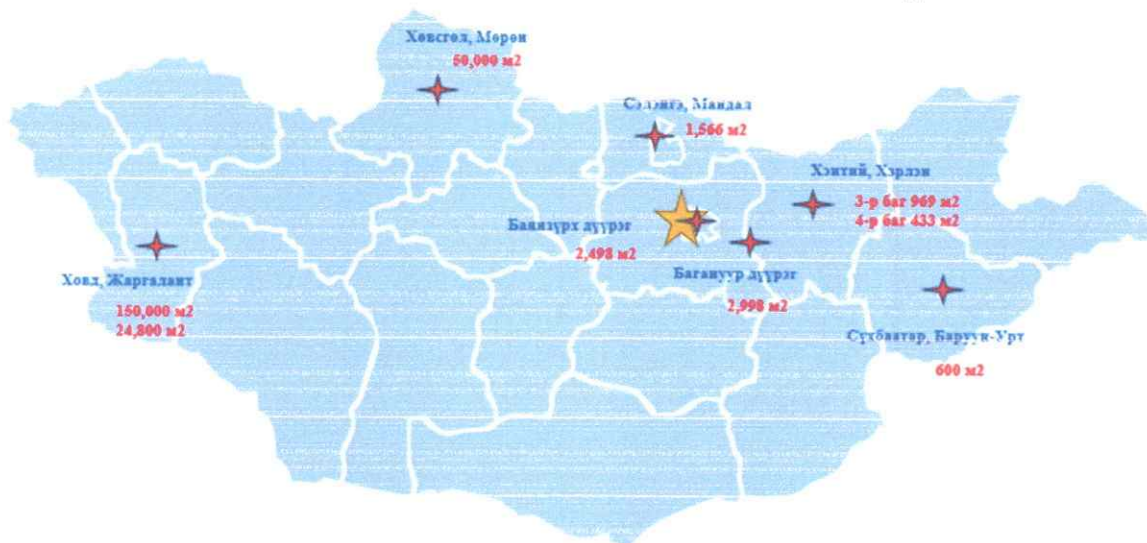 Хөвсгөл, Мөрөн
50,000 м2
Сэлэнгэ, Мандал
1,566 м2
Хэнтий, Хэрлэн
3-р баг 969 м2
4-р баг 433 м2
Баянзүрх дүүрэг
2,498 м2
Багануур дүүрэг
2,998 м2
Ховд, Жаргалант
150,000 м2
24,800 м2
Сүхбаатар, Баруун-Урт
600 м2